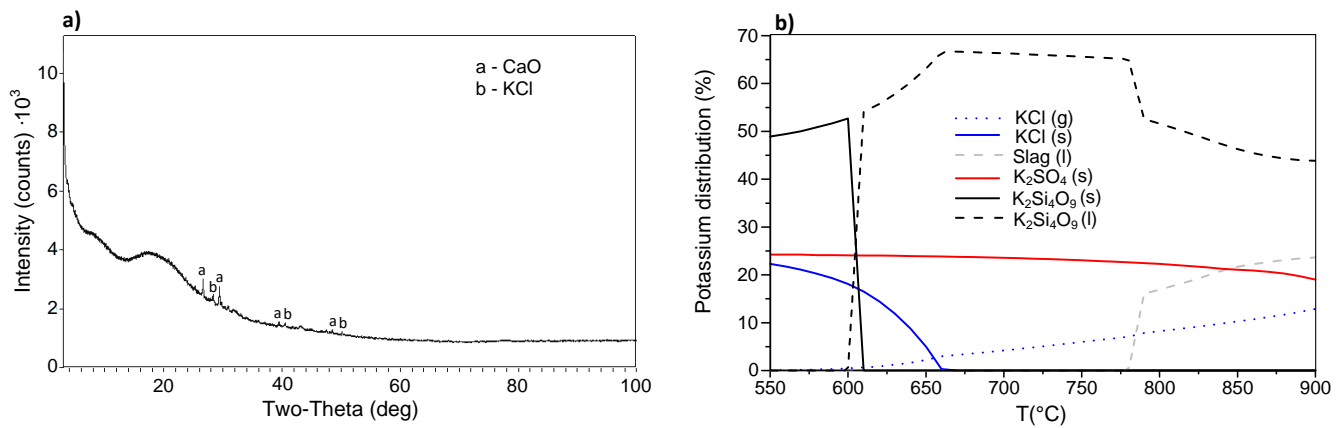 a)
a - CaO
b - KCl
10
8
6
4
2
0
Intensity (counts) ·10³
a
b
a
a b
a b
20
40
60
80
100
Two-Theta (deg)
b)
70
60
50
40
30
20
10
0
Potassium distribution (%)
KCl (g)
KCl (s)
Slag (l)
K₂SO₄ (s)
K₂Si₄O₉ (s)
K₂Si₄O₉ (l)
550
600
650
700
750
800
850
900
T(°C)